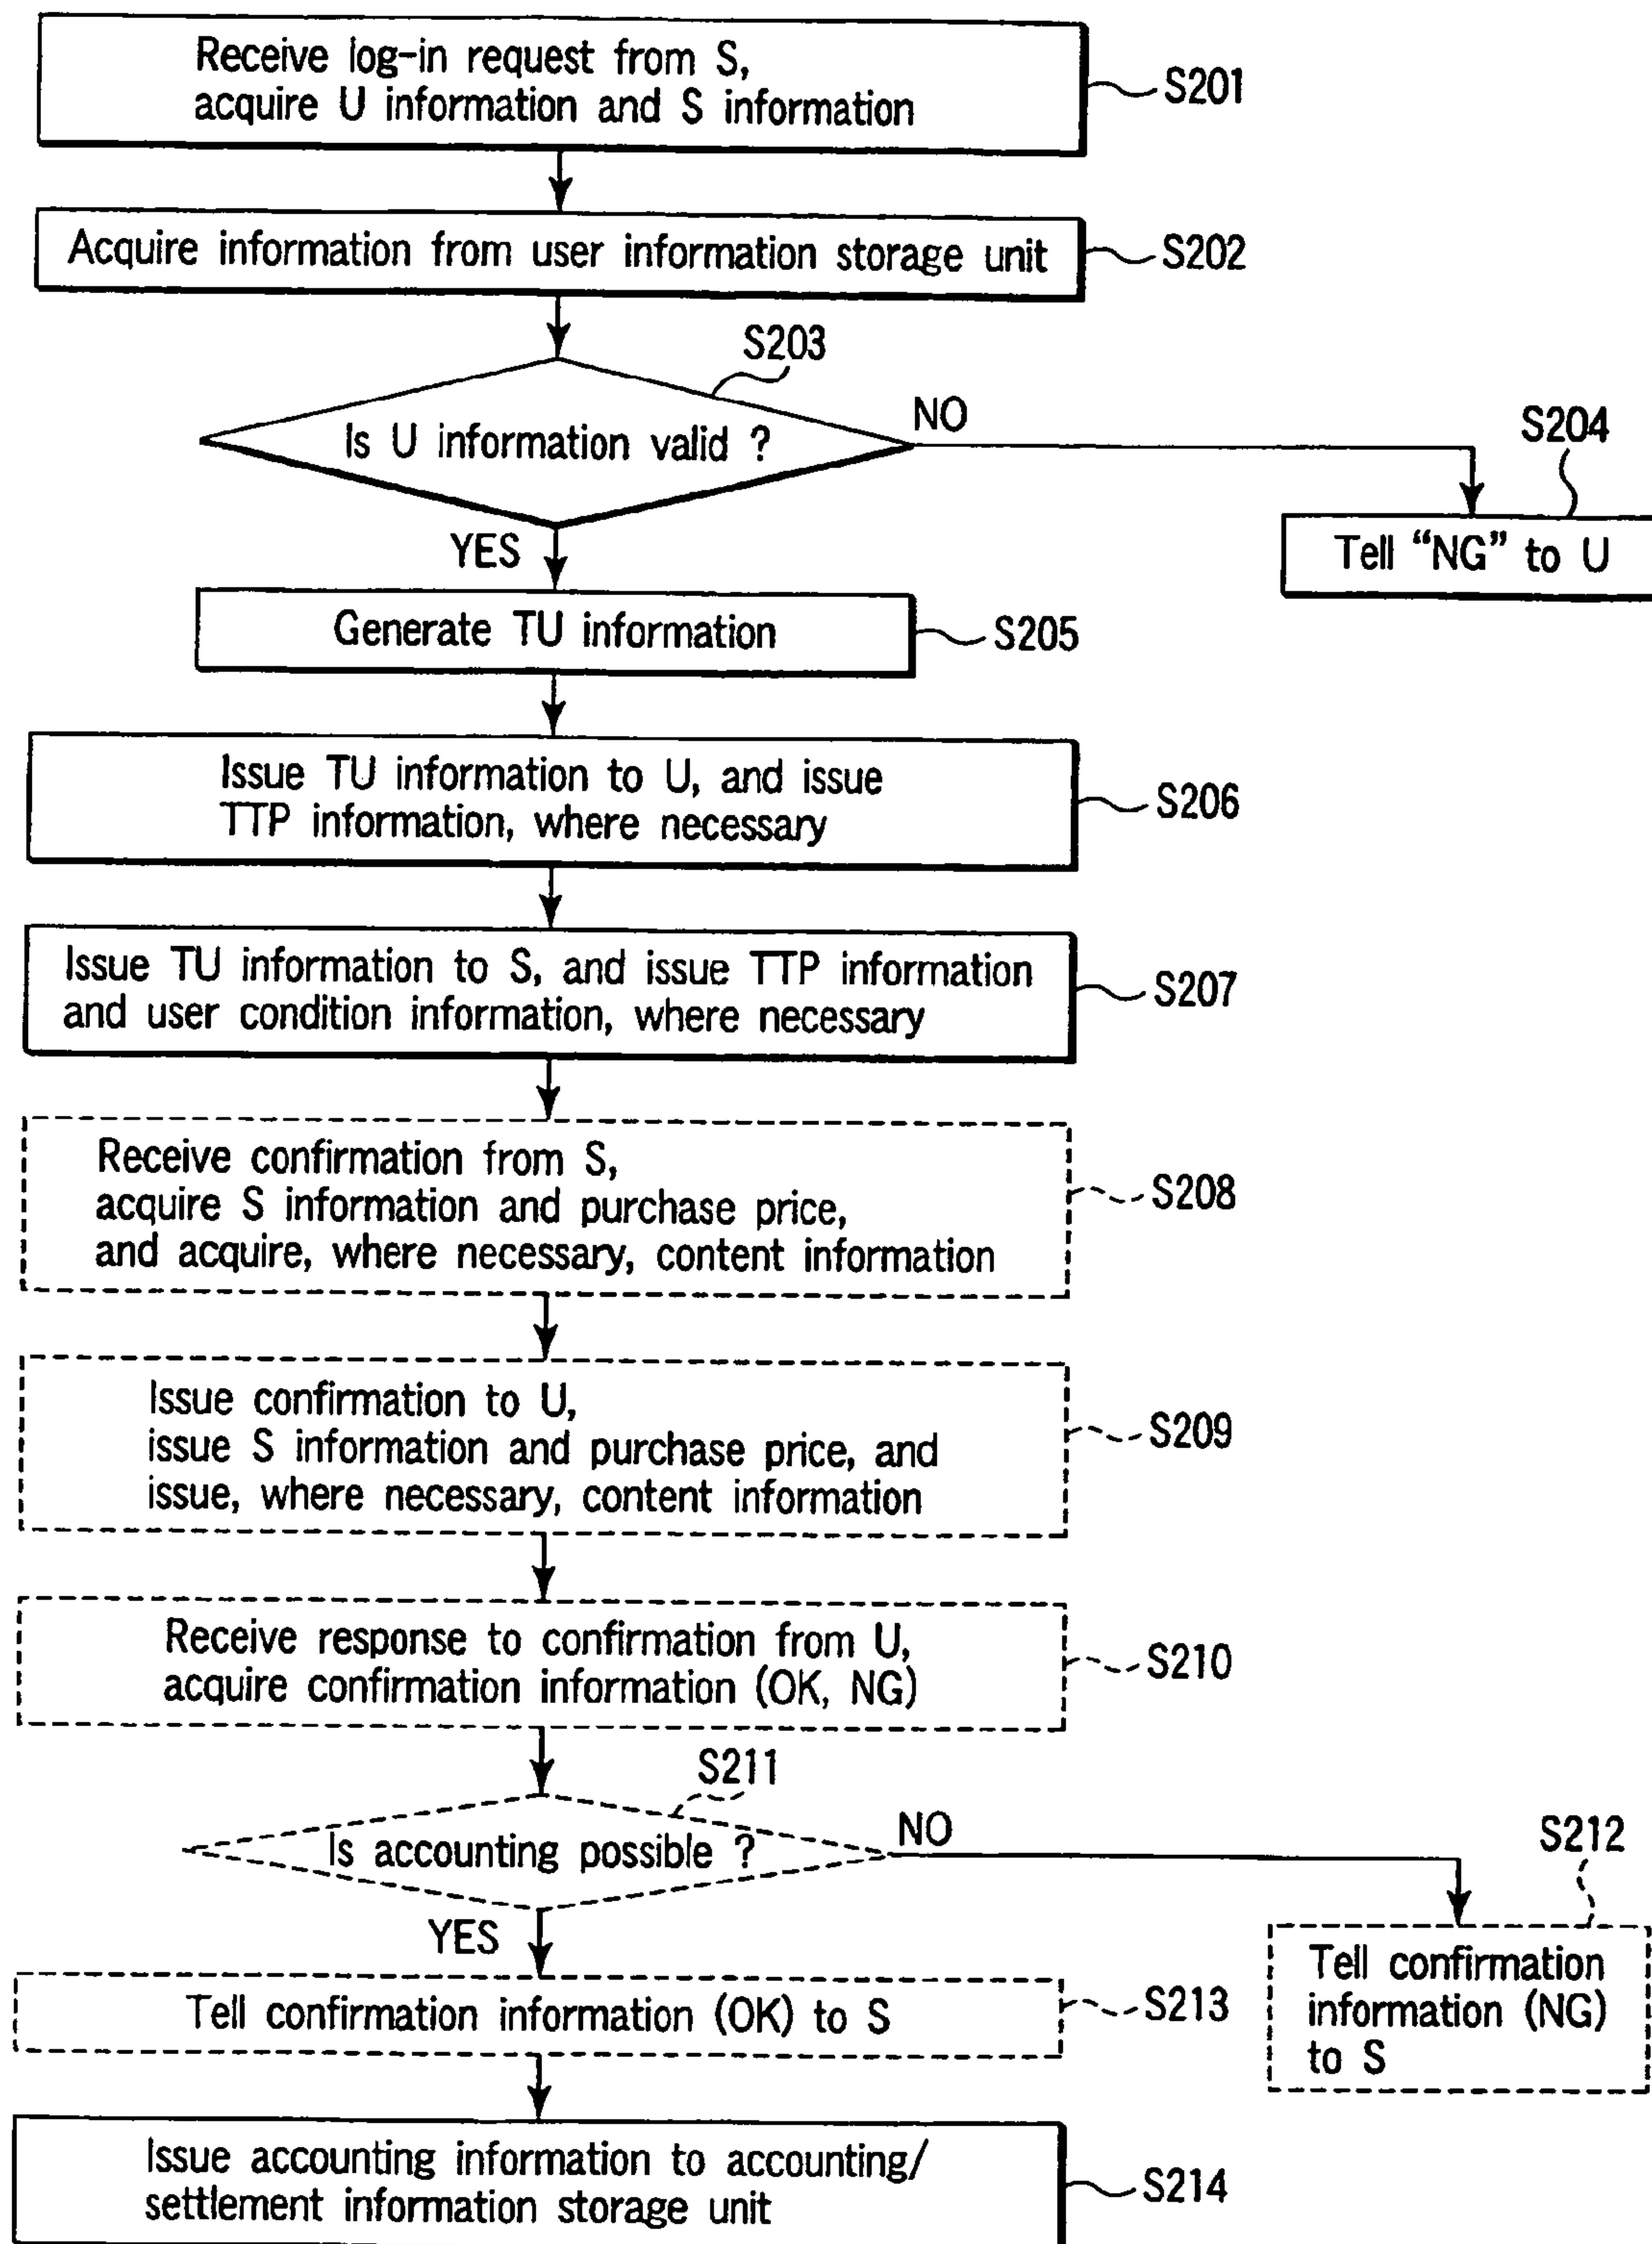 Receive log-in request from S,
acquire U information and S information
S201
Acquire information from user information storage unit
S202
S203
Is U information valid ?
NO
S204
Tell “NG” to U
YES
Generate TU information
S205
Issue TU information to U, and issue
TTP information, where necessary
S206
Issue TU information to S, and issue TTP information
and user condition information, where necessary
S207
Receive confirmation from S,
acquire S information and purchase price,
and acquire, where necessary, content information
S208
Issue confirmation to U,
issue S information and purchase price, and
issue, where necessary, content information
S209
Receive response to confirmation from U,
acquire confirmation information (OK, NG)
S210
S211
Is accounting possible ?
NO
S212
Tell confirmation
information (NG)
to S
YES
Tell confirmation information (OK) to S
S213
Issue accounting information to accounting/
settlement information storage unit
S214